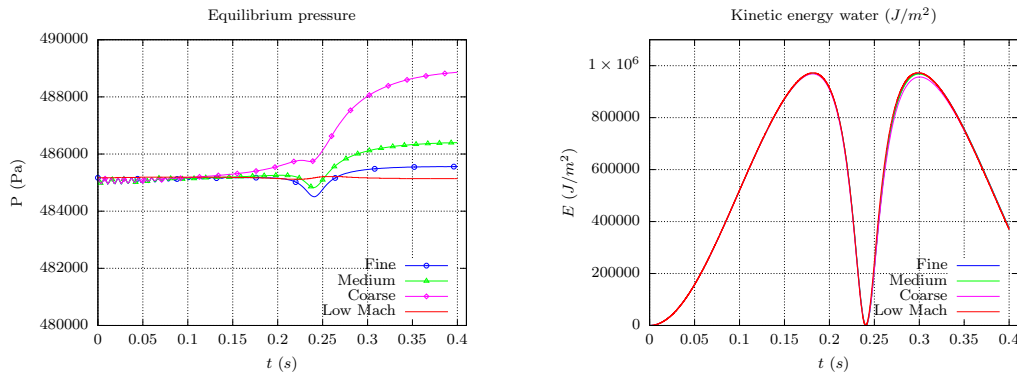 Equilibrium pressure
P (Pa)
490000
488000
486000
484000
482000
480000
0 0.05 0.1 0.15 0.2 0.25 0.3 0.35 0.4
t (s)
Fine
Medium
Coarse
Low Mach
Kinetic energy water (J/m²)
E (J/m²)
1 × 10⁶
800000
600000
400000
200000
0
0 0.05 0.1 0.15 0.2 0.25 0.3 0.35 0.4
t (s)
Fine
Medium
Coarse
Low Mach